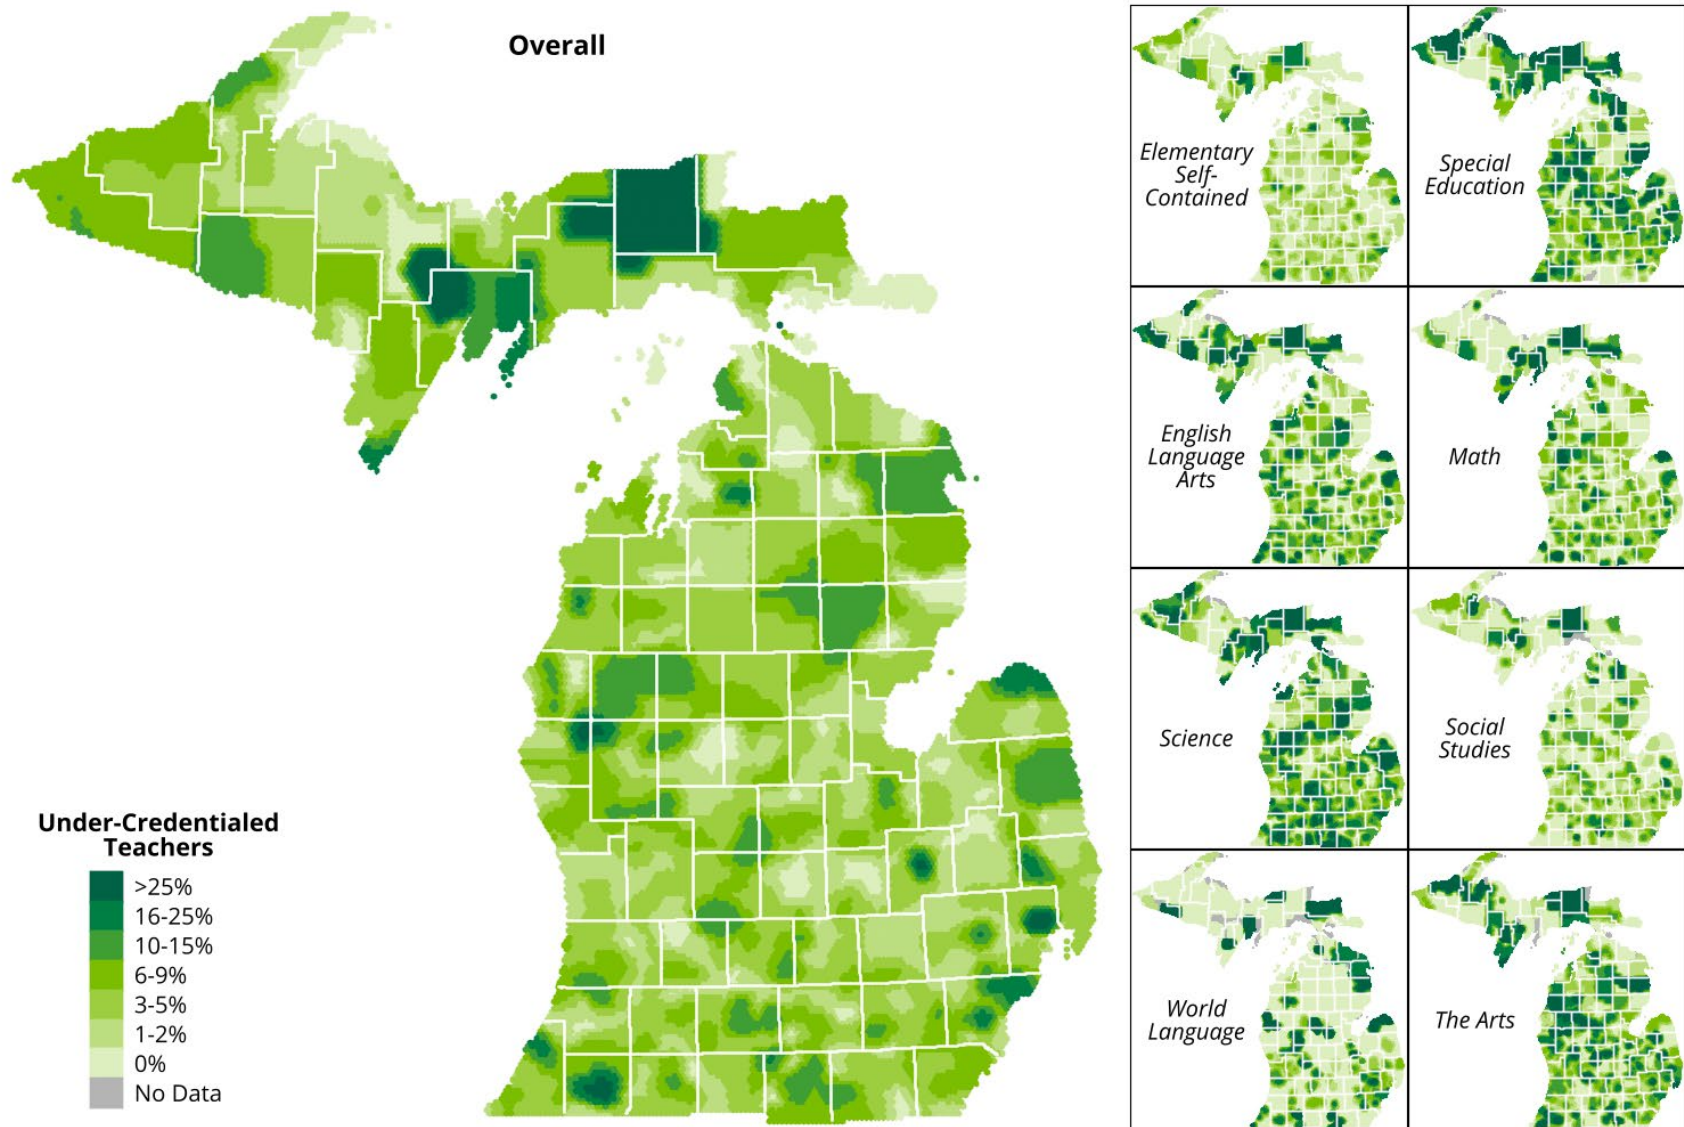 Overall
Under-Credentialed
Teachers
>25%
16-25%
10-15%
6-9%
3-5%
1-2%
0%
No Data
Elementary
Self-
Contained
Special
Education
English
Language
Arts
Math
Science
Social
Studies
World
Language
The Arts